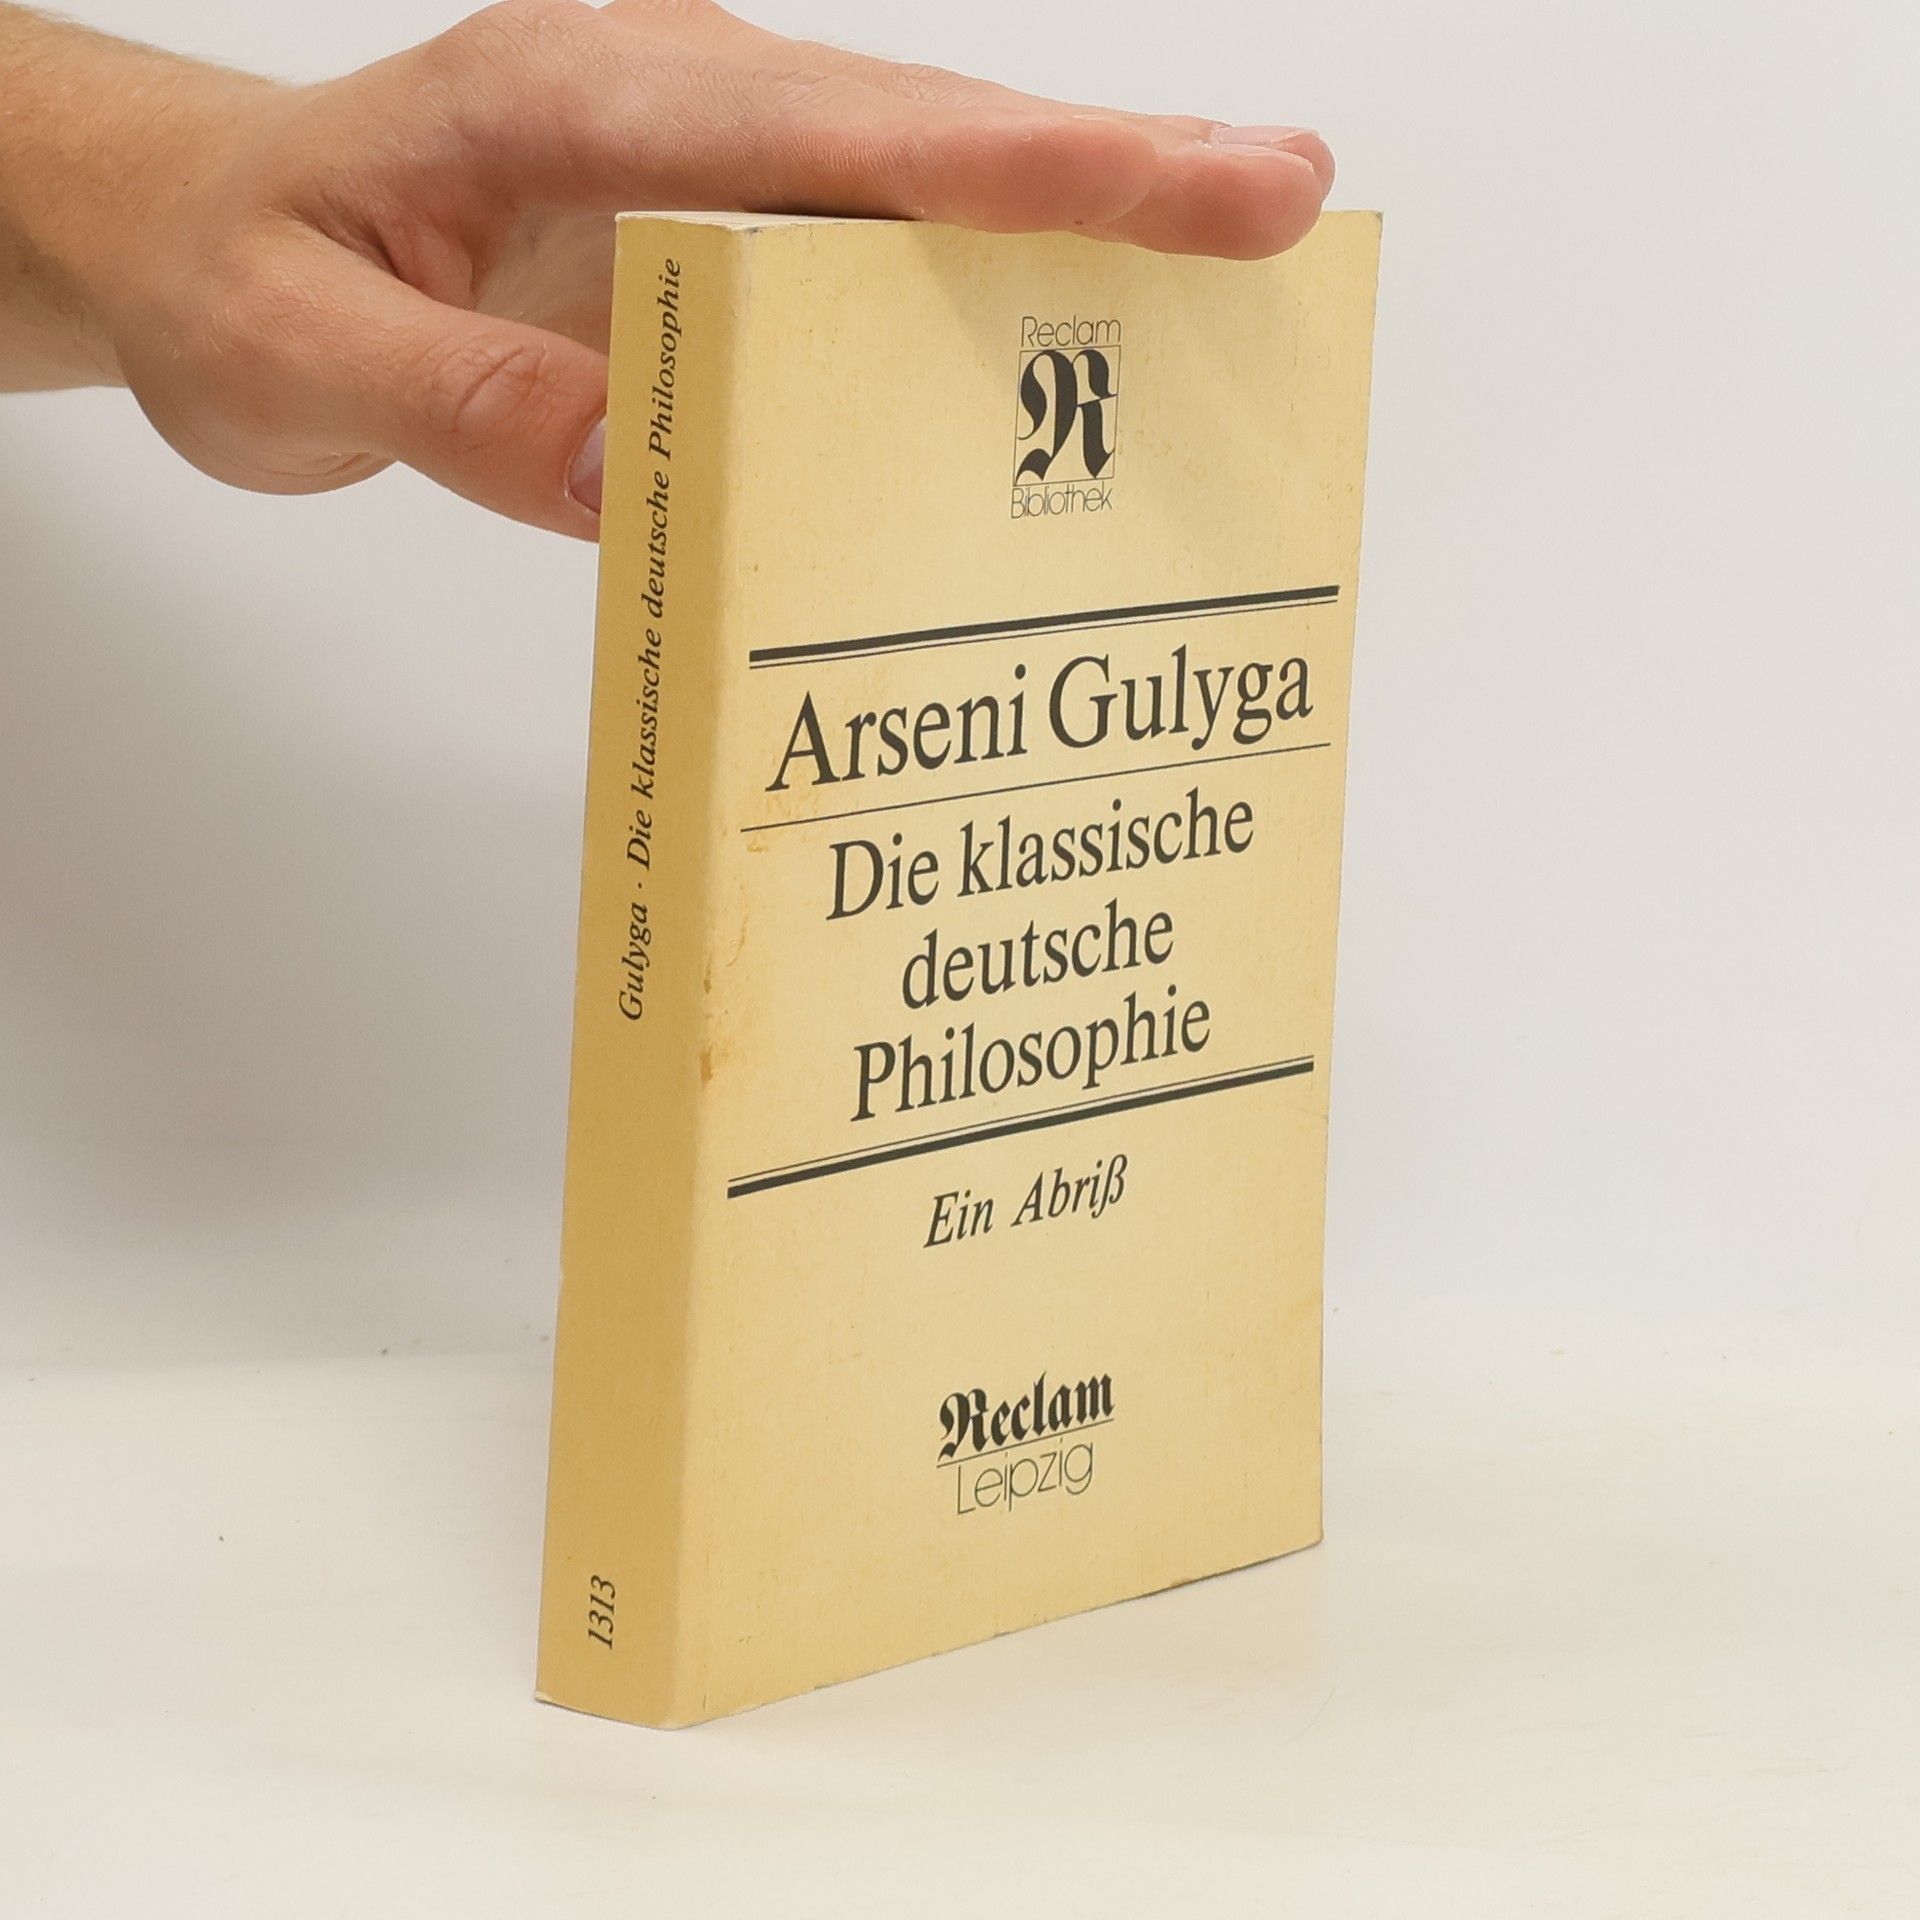 Reclam
R
Bibliothek
Arseni Gulyga
Die klassische
deutsche
Philosophie
Ein Abriß
Reclam
Leipzig
Gulyga · Die klassische deutsche Philosophie
1313